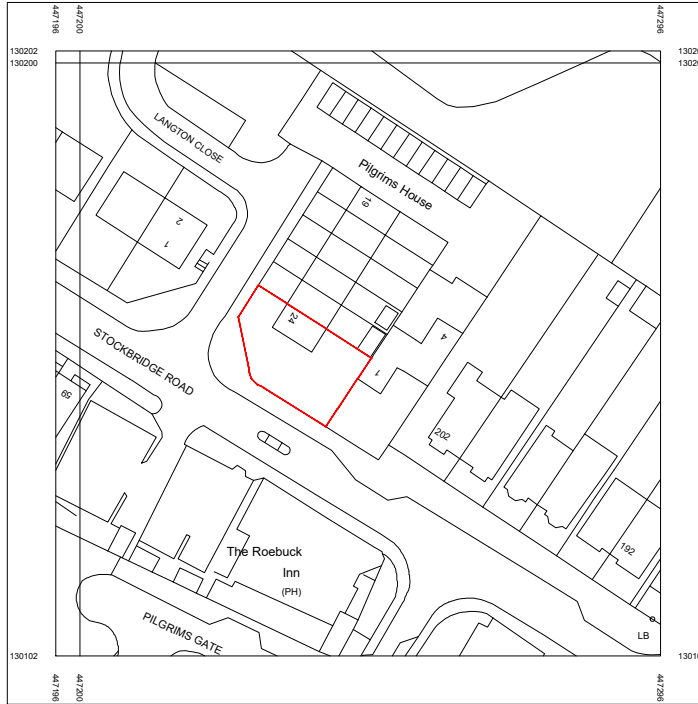 447196
447200
447296
130202
130200
LANGTON CLOSE
Pilgrims House
19
2
1
24
4
1
STOCKBRIDGE ROAD
59
202
192
The Roebuck
Inn
(PH)
PILGRIMS GATE
LB
130102
447196
447200
447296